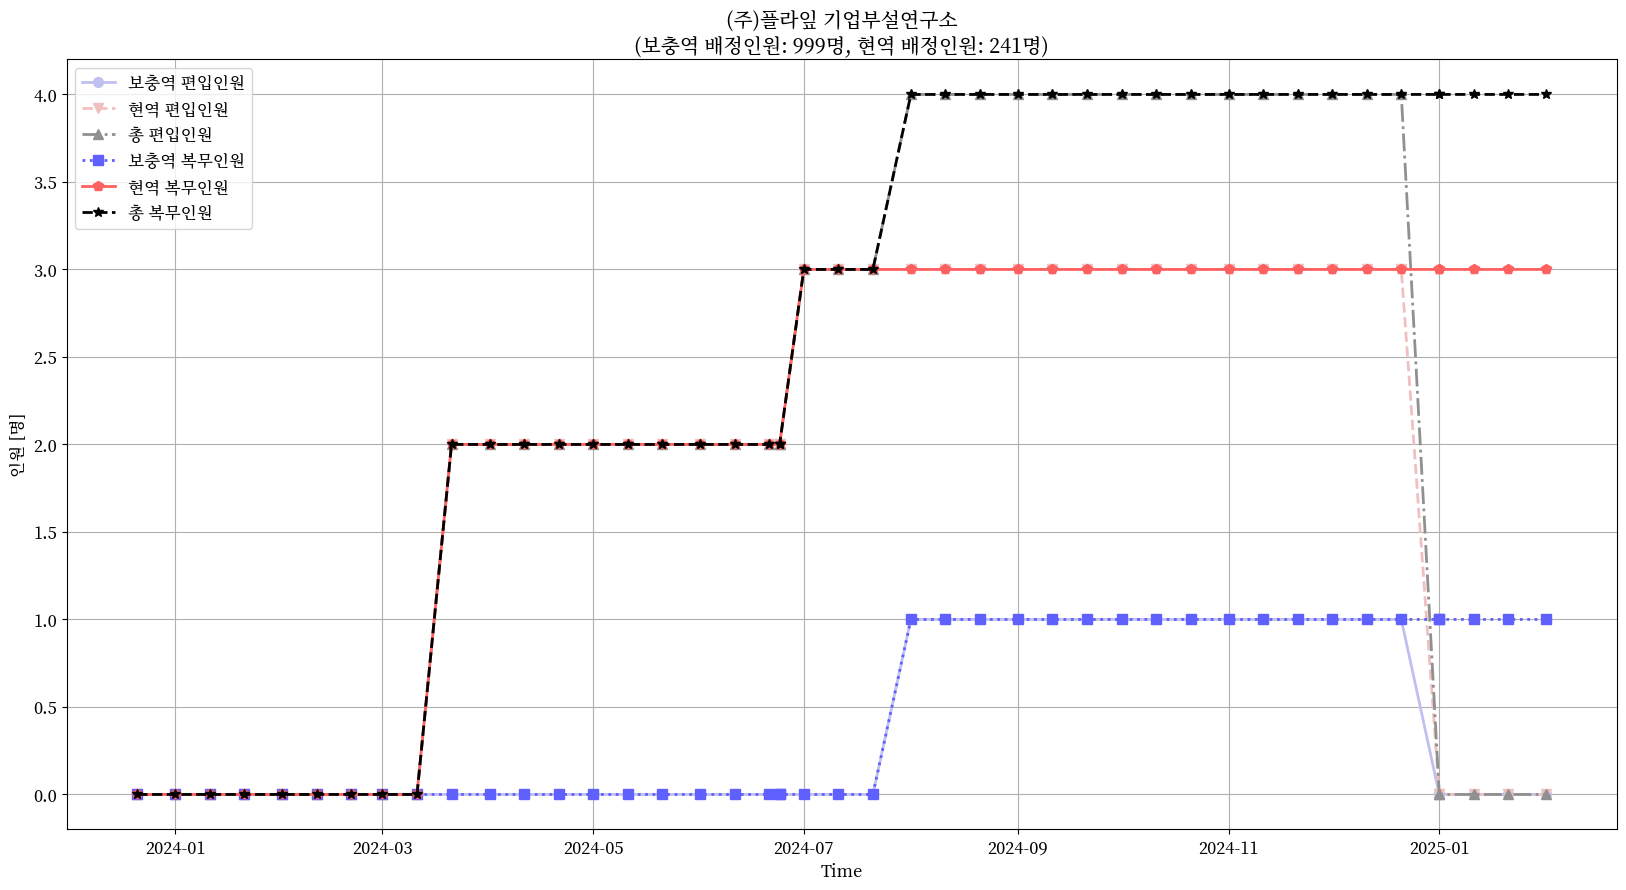 (주)플라잎 기업부설연구소
(보충역 배정인원: 999명, 현역 배정인원: 241명)
보충역 편입인원
현역 편입인원
총 편입인원
보충역 복무인원
현역 복무인원
총 복무인원
4.0
3.5
3.0
2.5
2.0
1.5
1.0
0.5
0.0
인원 [명]
2024-01
2024-03
2024-05
2024-07
2024-09
2024-11
2025-01
Time